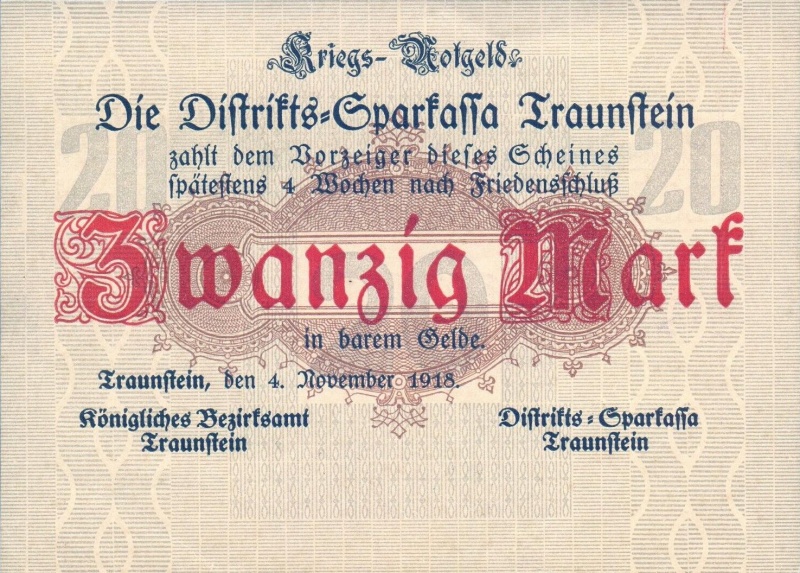 Kriegs-Notgeld
Die Distrikts-Sparkassa Traunstein
20 20
zahlt dem Vorzeiger dieses Scheines
spätestens 4 Wochen nach Friedensschluß
Zwanzig Mark
in barem Gelde.
Traunstein, den 4. November 1918.
Königliches Bezirksamt
Traunstein
Distrikts-Sparkassa
Traunstein